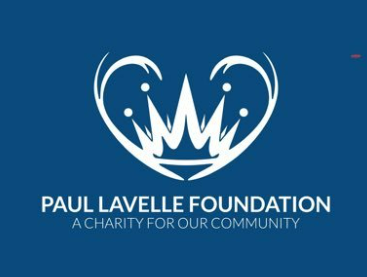 PAUL LAVELLE FOUNDATION
A CHARITY FOR OUR COMMUNITY